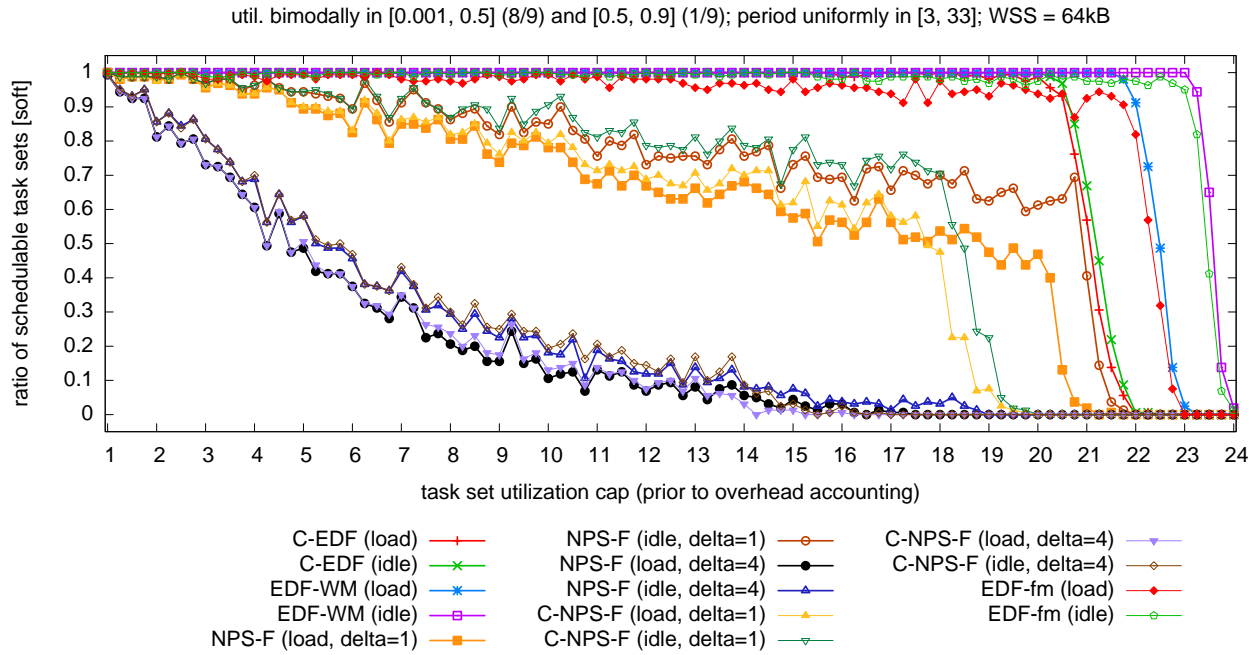 util. bimodally in [0.001, 0.5] (8/9) and [0.5, 0.9] (1/9); period uniformly in [3, 33]; WSS = 64kB
ratio of schedulable task sets [soft]
1
0.9
0.8
0.7
0.6
0.5
0.4
0.3
0.2
0.1
0
1 2 3 4 5 6 7 8 9 10 11 12 13 14 15 16 17 18 19 20 21 22 23 24
task set utilization cap (prior to overhead accounting)
C-EDF (load)
C-EDF (idle)
EDF-WM (load)
EDF-WM (idle)
NPS-F (load, delta=1)
NPS-F (idle, delta=1)
NPS-F (load, delta=4)
NPS-F (idle, delta=4)
C-NPS-F (load, delta=1)
C-NPS-F (idle, delta=1)
C-NPS-F (load, delta=4)
C-NPS-F (idle, delta=4)
EDF-fm (load)
EDF-fm (idle)